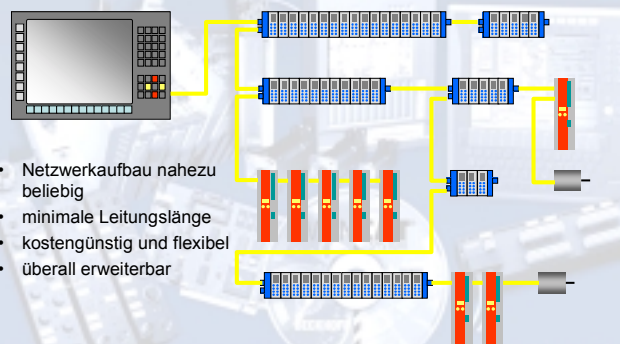 • Netzwerkaufbau nahezu
beliebig
• minimale Leitungslänge
• kostengünstig und flexibel
• überall erweiterbar